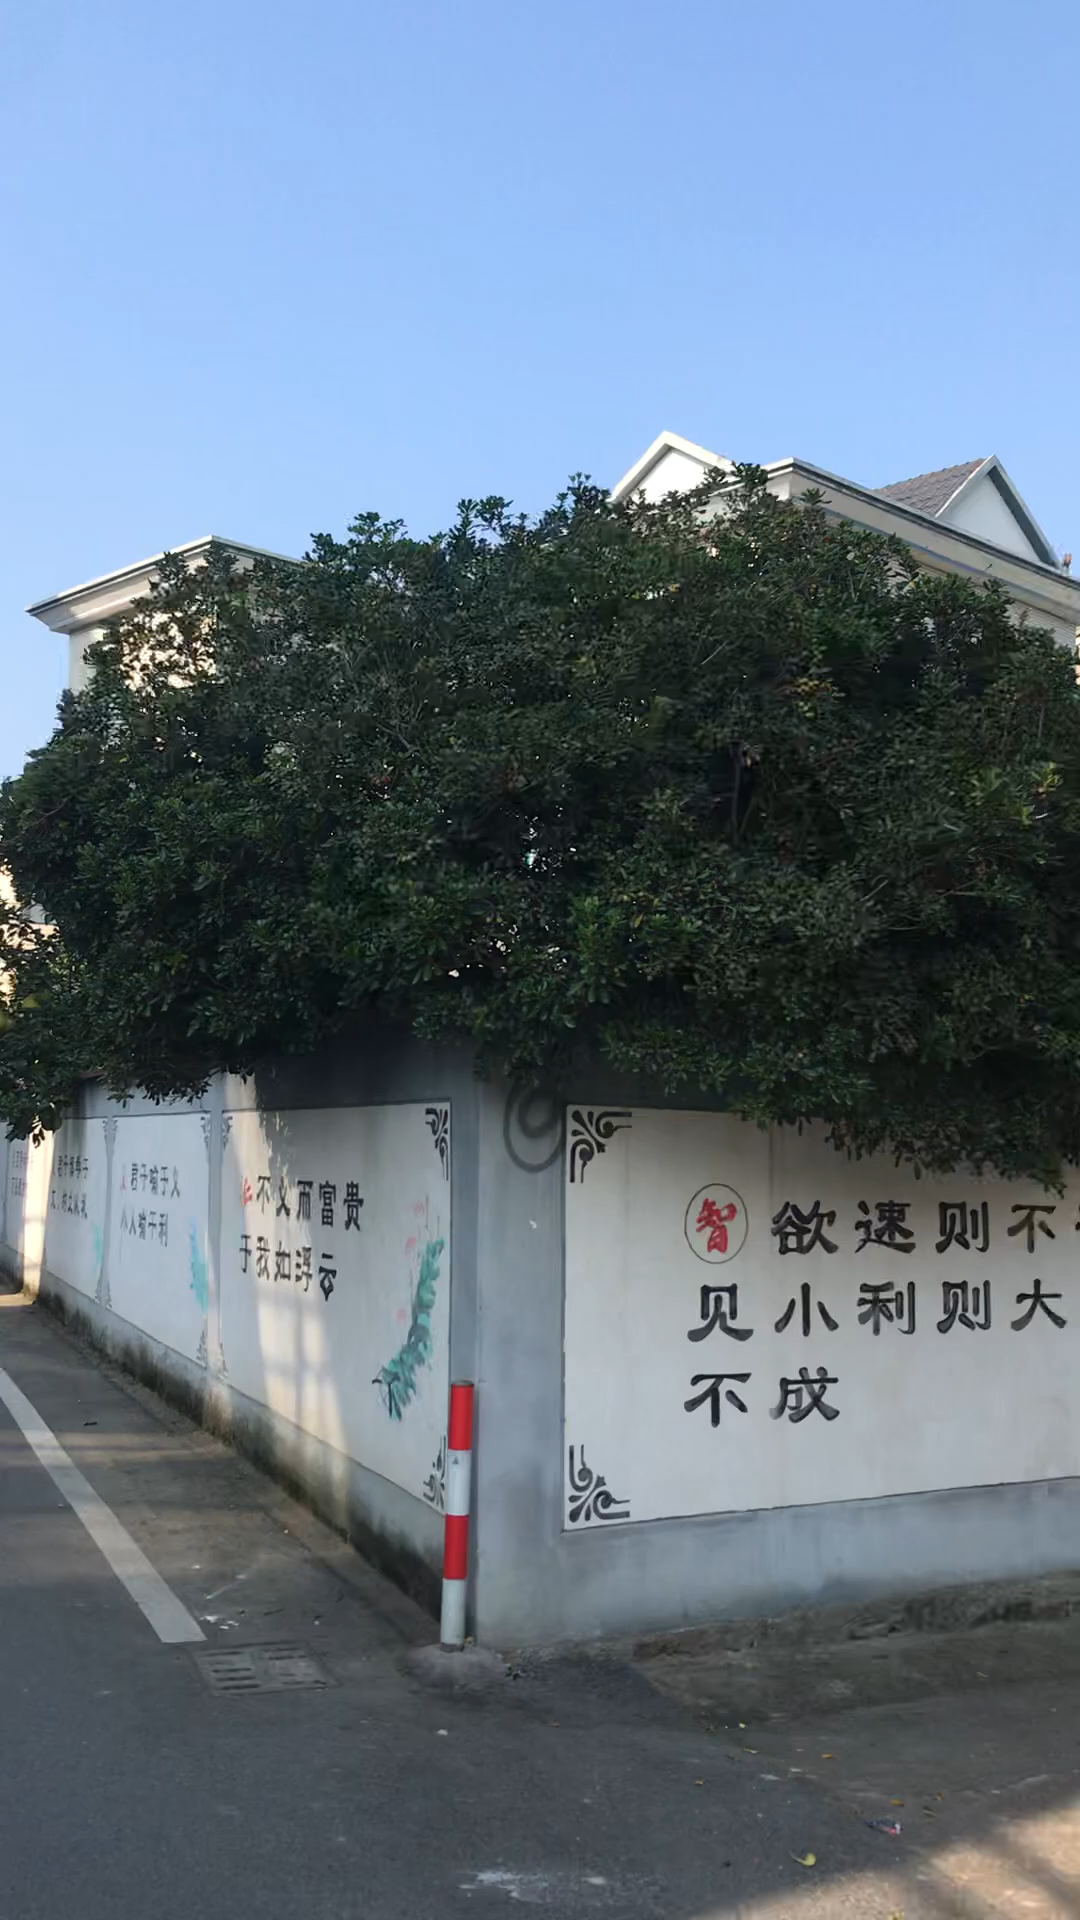 君子喻于义
小人喻于利
不义而富贵
于我如浮云
智 欲速则不
见小利则大
不成